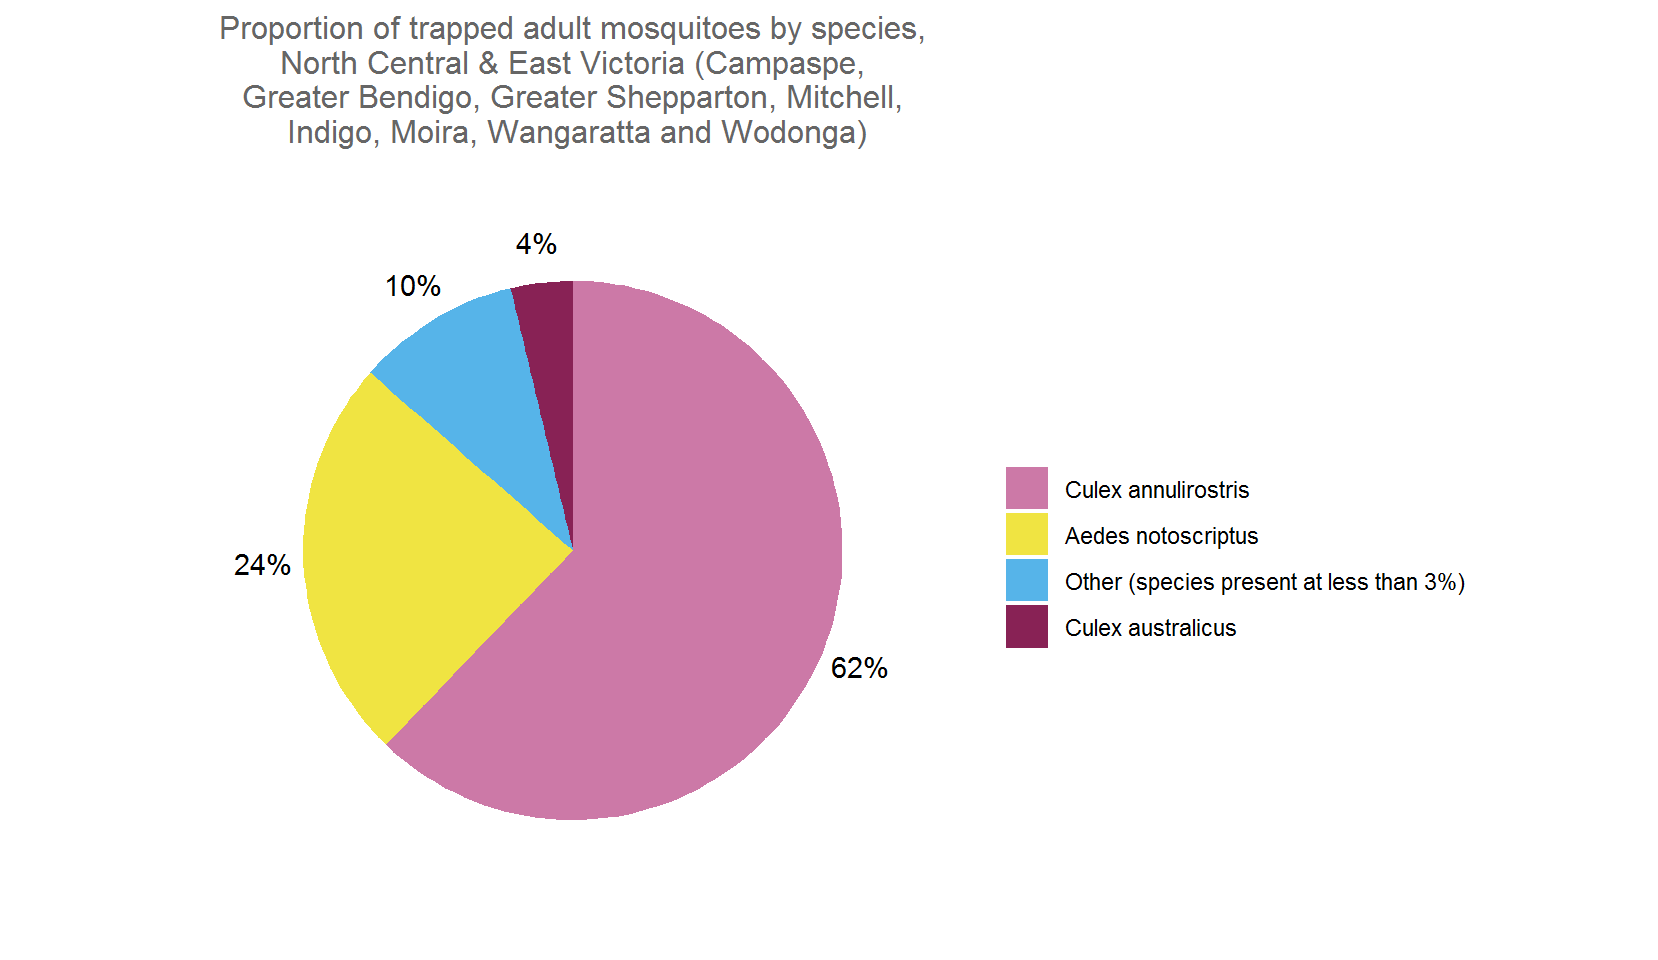 Proportion of trapped adult mosquitoes by species,
North Central & East Victoria (Campaspe,
Greater Bendigo, Greater Shepparton, Mitchell,
Indigo, Moira, Wangaratta and Wodonga)
4%
10%
24%
62%
Culex annulirostris
Aedes notoscriptus
Other (species present at less than 3%)
Culex australicus